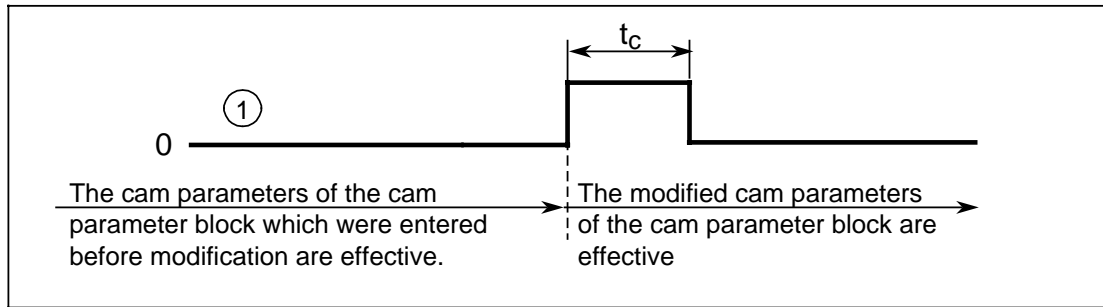 tc
1
0
The cam parameters of the cam
parameter block which were entered
before modification are effective.
The modified cam parameters
of the cam parameter block are
effective